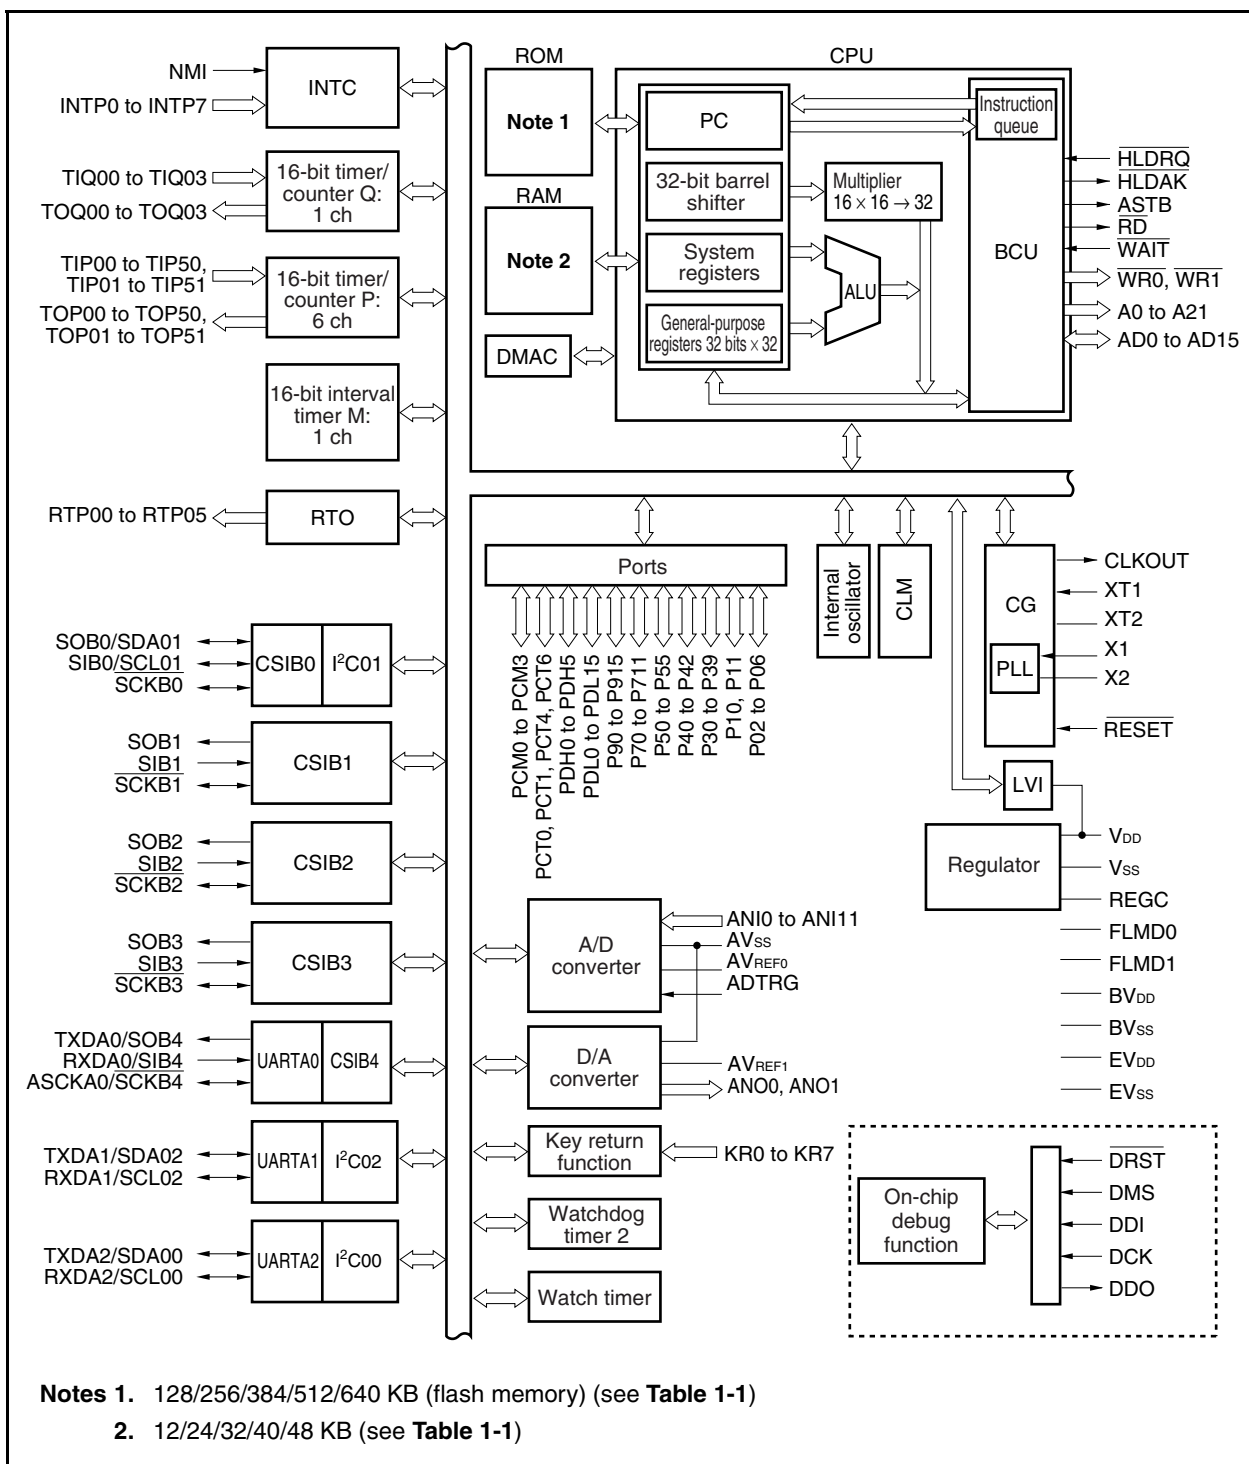 NMI
INTP0 to INTP7
INTC
TIQ00 to TIQ03
TOQ00 to TOQ03
16-bit timer/
counter Q:
1 ch
TIP00 to TIP50,
TIP01 to TIP51
TOP00 to TOP50,
TOP01 to TOP51
16-bit timer/
counter P:
6 ch
16-bit interval
timer M:
1 ch
RTP00 to RTP05
RTO
SOB0/SDA01
SIB0/SCL01
SCKB0
CSIB0
I²C01
SOB1
SIB1
SCKB1
CSIB1
SOB2
SIB2
SCKB2
CSIB2
SOB3
SIB3
SCKB3
CSIB3
TXDA0/SOB4
RXDA0/SIB4
ASCKA0/SCKB4
UARTA0
CSIB4
TXDA1/SDA02
RXDA1/SCL02
UARTA1
I²C02
TXDA2/SDA00
RXDA2/SCL00
UARTA2
I²C00
ROM
Note 1
RAM
Note 2
DMAC
CPU
PC
32-bit barrel
shifter
System
registers
General-purpose
registers 32 bits × 32
Multiplier
16 × 16 → 32
ALU
Instruction
queue
BCU
HLDRQ
HLDAK
ASTB
RD
WAIT
WR0, WR1
A0 to A21
AD0 to AD15
Ports
PCM0 to PCM3
PCT0, PCT1, PCT4, PCT6
PDH0 to PDH5
PDL0 to PDL15
P90 to P915
P70 to P711
P50 to P55
P40 to P42
P30 to P39
P10, P11
P02 to P06
Internal
oscillator
CLM
CG
PLL
CLKOUT
XT1
XT2
X1
X2
RESET
LVI
Regulator
VDD
VSS
REGC
FLMD0
FLMD1
BVDD
BVSS
EVDD
EVSS
A/D
converter
ANI0 to ANI11
AVSS
AVREF0
ADTRG
D/A
converter
AVREF1
ANO0, ANO1
Key return
function
KR0 to KR7
Watchdog
timer 2
Watch timer
On-chip
debug
function
DRST
DMS
DDI
DCK
DDO
Notes 1. 128/256/384/512/640 KB (flash memory) (see Table 1-1)
2. 12/24/32/40/48 KB (see Table 1-1)